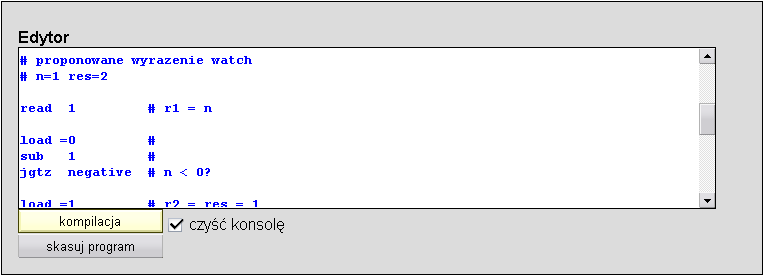 Edytor
# proponowane wyrazenie watch
# n=1 res=2
read 1 # r1 = n
load =0 #
sub 1 #
jgtz negative # n < 0?
load =1 # r2 = res = 1
kompilacja
czyść konsolę
skasuj program